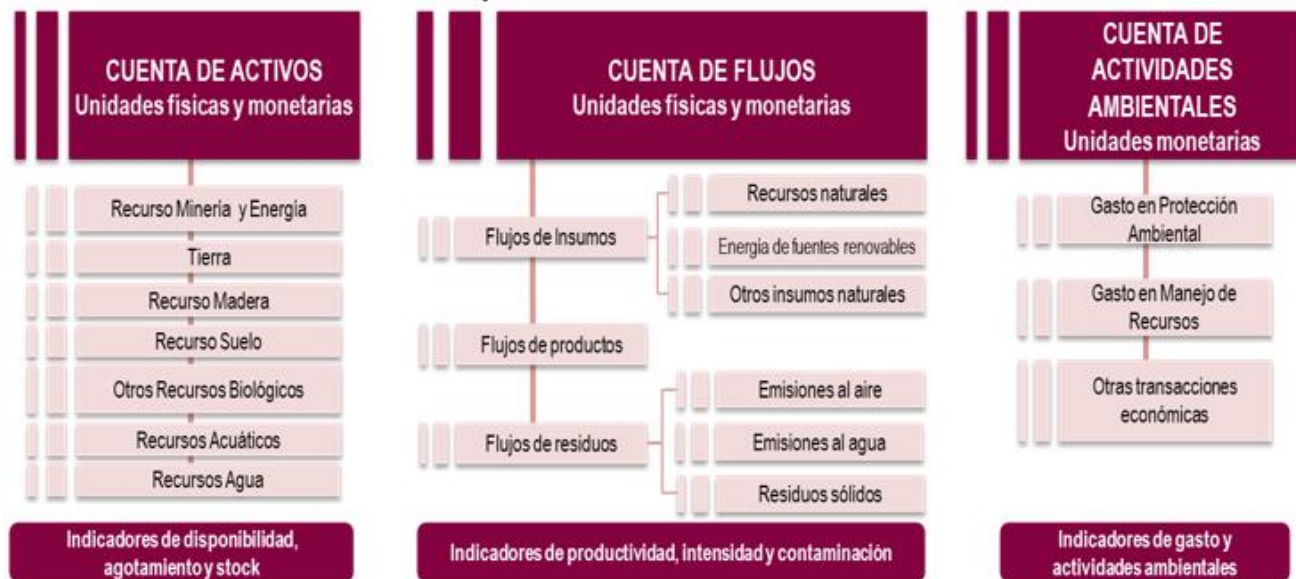 CUENTA DE ACTIVOS
Unidades físicas y monetarias
Recurso Minería y Energía
Tierra
Recurso Madera
Recurso Suelo
Otros Recursos Biológicos
Recursos Acuáticos
Recursos Agua
Indicadores de disponibilidad,
agotamiento y stock
CUENTA DE FLUJOS
Unidades físicas y monetarias
Flujos de Insumos
Recursos naturales
Energía de fuentes renovables
Otros insumos naturales
Flujos de productos
Flujos de residuos
Emisiones al aire
Emisiones al agua
Residuos sólidos
Indicadores de productividad, intensidad y contaminación
CUENTA DE
ACTIVIDADES
AMBIENTALES
Unidades monetarias
Gasto en Protección
Ambiental
Gasto en Manejo de
Recursos
Otras transacciones
económicas
Indicadores de gasto y
actividades ambientales